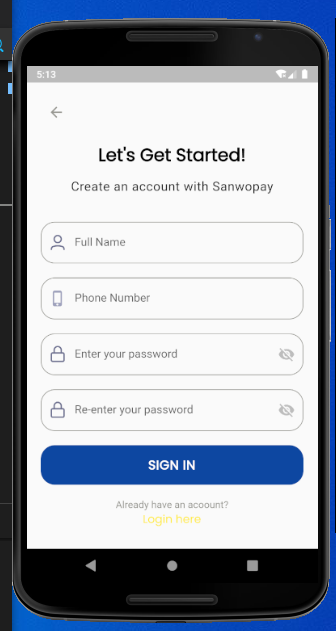 5:13
Let's Get Started!
Create an account with Sanwopay
Full Name
Phone Number
Enter your password
Re-enter your password
SIGN IN
Already have an acoount?
Login here